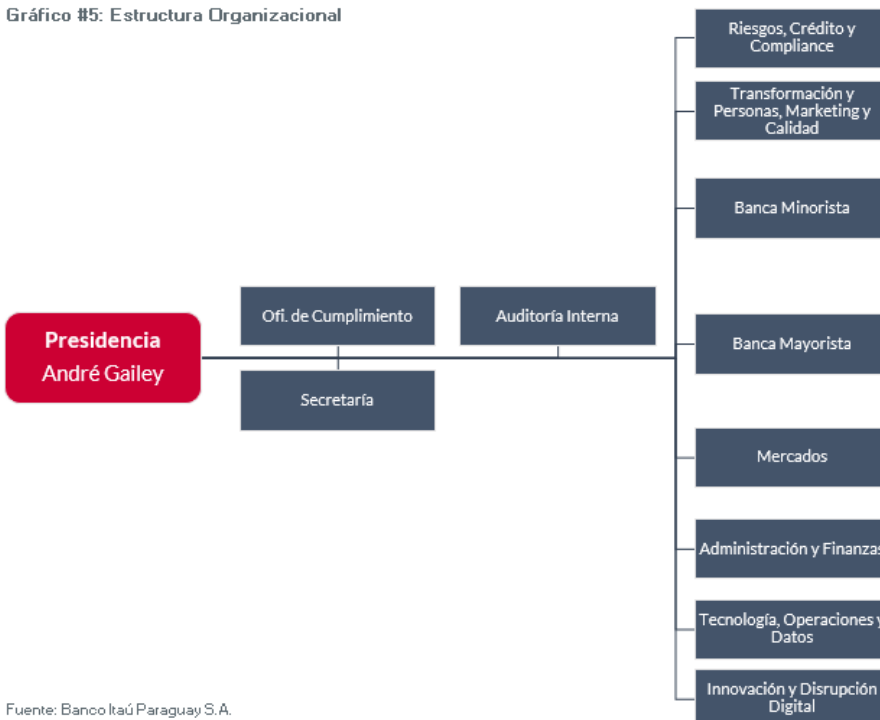 Gráfico #5: Estructura Organizacional
Riesgos, Crédito y
Compliance
Transformación y
Personas, Marketing y
Calidad
Banca Minorista
Ofi. de Cumplimiento
Auditoría Interna
Presidencia
André Gailey
Banca Mayorista
Secretaría
Mercados
Administración y Finanzas
Tecnología, Operaciones y
Datos
Innovación y Disrupción
Digital
Fuente: Banco Itaú Paraguay S.A.